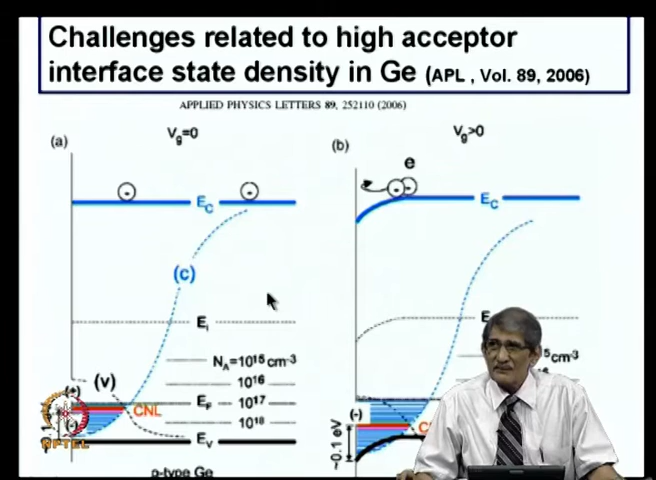 Challenges related to high acceptor
interface state density in Ge (APL , Vol. 89, 2006)
APPLIED PHYSICS LETTERS 89, 252110 (2006)
(a)
Vg=0
(b)
Vg>0
e
EC
EC
(c)
Ei
E
NA=10^15 cm-3
10^16
10^17
10^18
(v)
(+)
(-)
EF
CNL
EV
p-type Ge
(-)
~0.1 eV
C
5cm-3
NPTEL